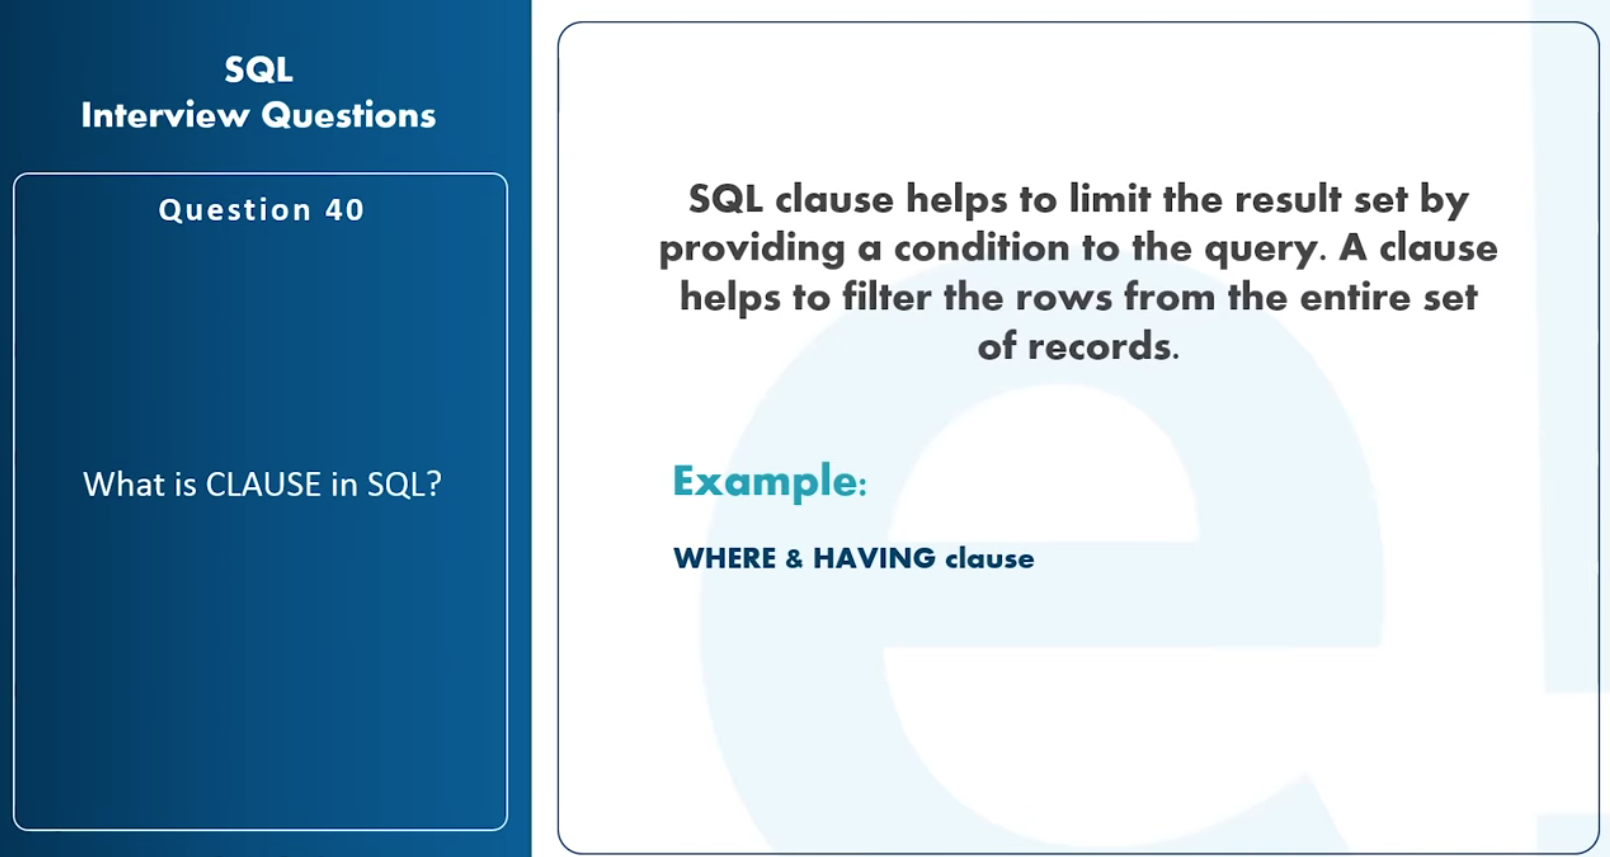 SQL
Interview Questions
Question 40
What is CLAUSE in SQL?
SQL clause helps to limit the result set by
providing a condition to the query. A clause
helps to filter the rows from the entire set
of records.
Example:
WHERE & HAVING clause